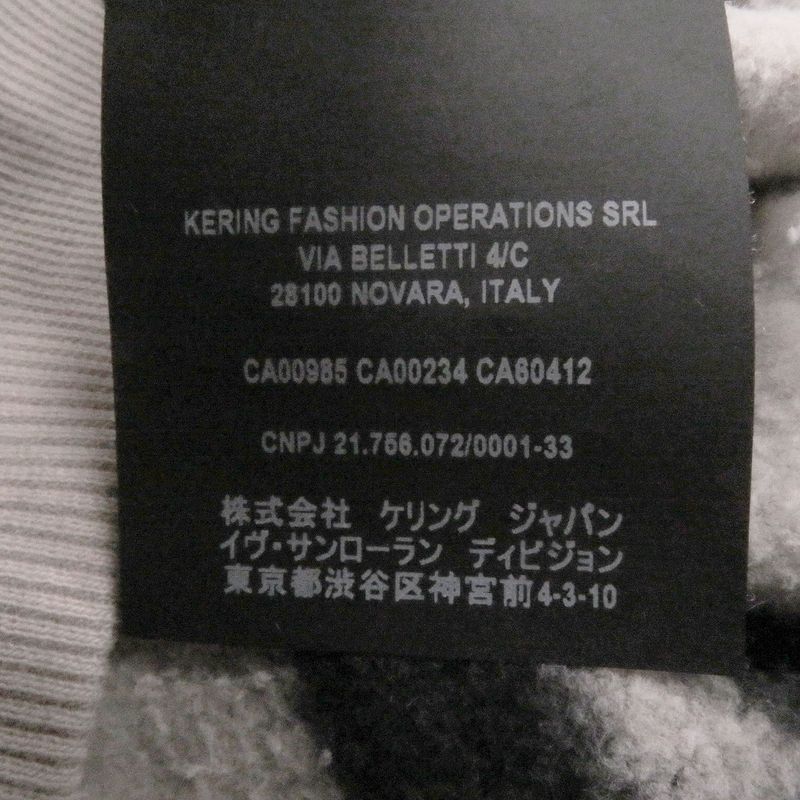 KERING FASHION OPERATIONS SRL
VIA BELLETTI 4/C
28100 NOVARA, ITALY
CA00985 CA00234 CA60412
CNPJ 21.756.072/0001-33
株式会社 ケリング ジャパン
イヴ・サンローラン ディビジョン
東京都渋谷区神宮前4-3-10